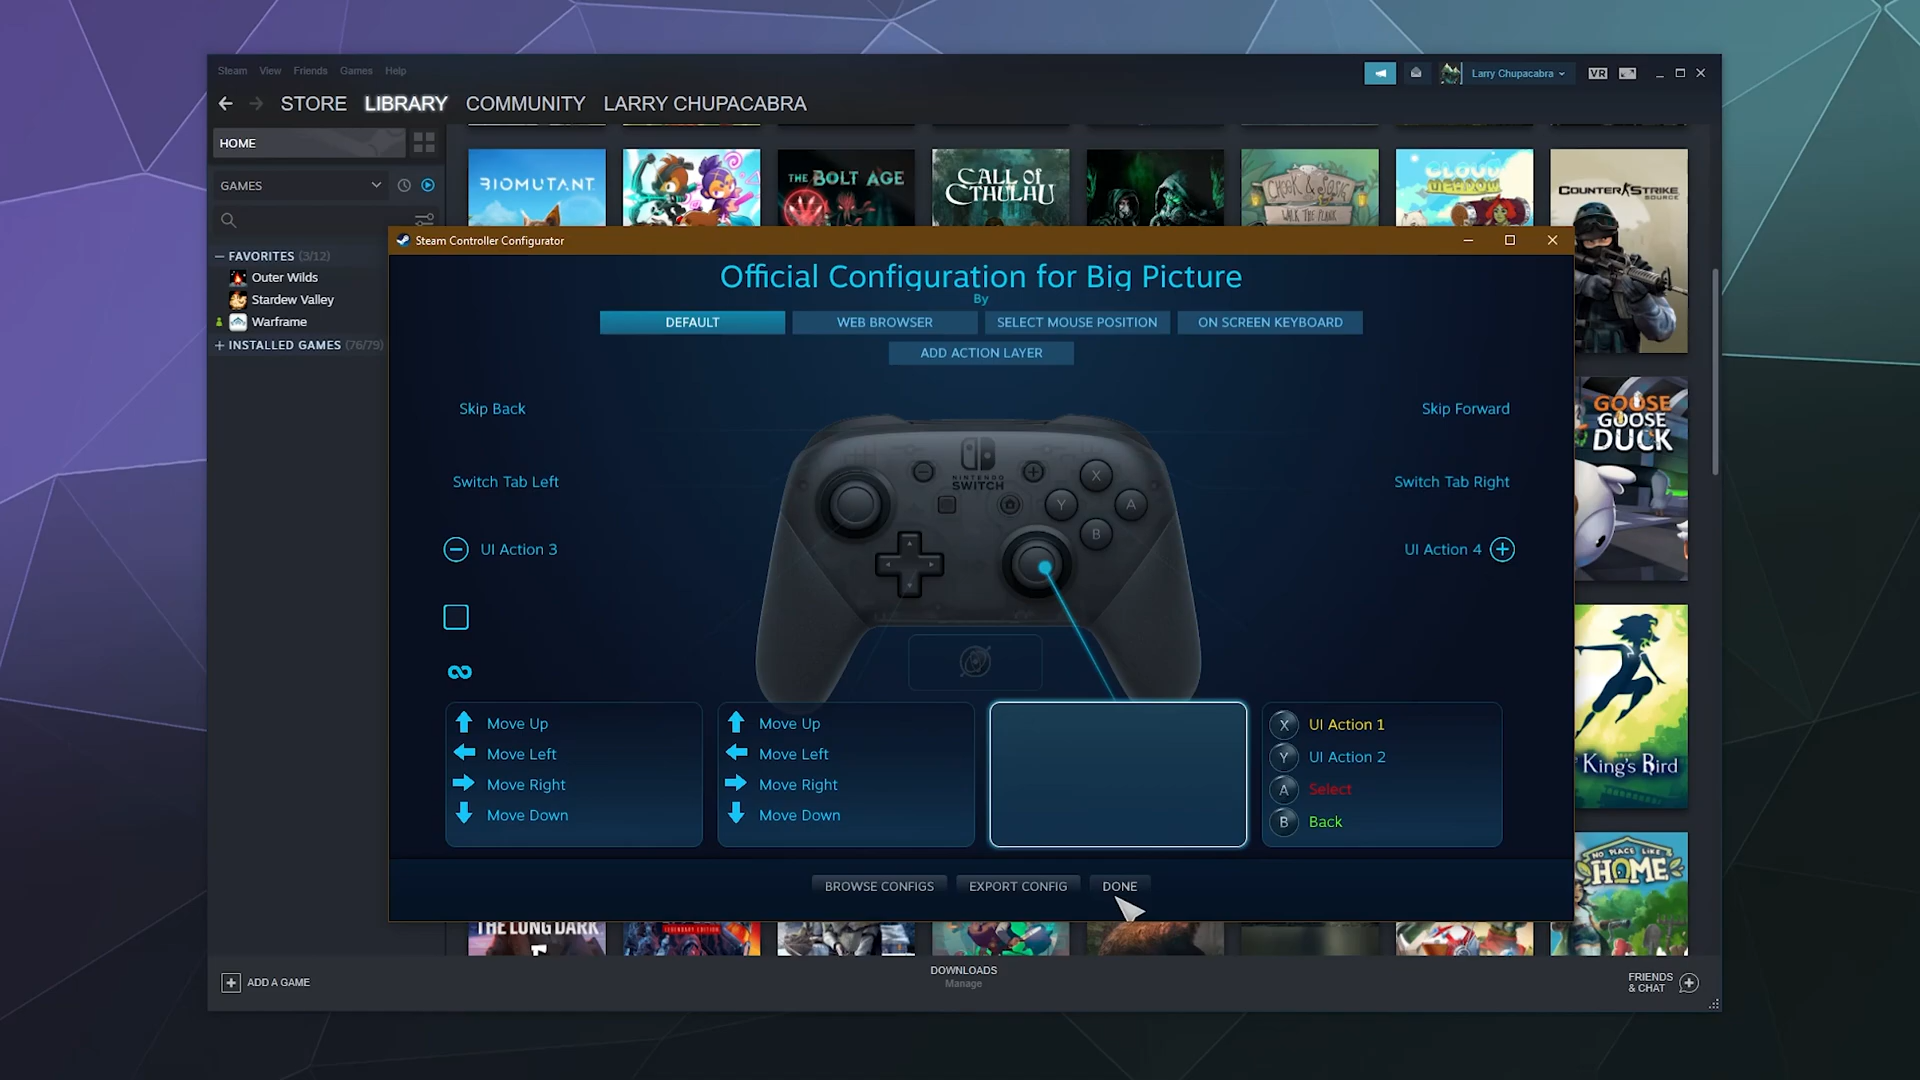 Steam View Friends Games Help
VR
Larry Chupacabra
STORE LIBRARY COMMUNITY LARRY CHUPACABRA
HOME
GAMES
FAVORITES (3/12)
Outer Wilds
Stardew Valley
Warframe
INSTALLED GAMES (76/79)
BIOMUTANT
THE BOLT AGE
CALL of CTHULHU
CLOUD MEADOW
COUNTER STRIKE
SOURCE
Steam Controller Configurator
Official Configuration for Big Picture
By
DEFAULT WEB BROWSER SELECT MOUSE POSITION ON SCREEN KEYBOARD
ADD ACTION LAYER
Skip Back
Skip Forward
Switch Tab Left
Switch Tab Right
UI Action 3
UI Action 4
NINTENDO
SWITCH
X
Y
A
B
Move Up
Move Left
Move Right
Move Down
Move Up
Move Left
Move Right
Move Down
X UI Action 1
Y UI Action 2
A Select
B Back
BROWSE CONFIGS EXPORT CONFIG DONE
GOOSE
GOOSE
DUCK
King's Bird
NO PLACE LIKE
HOME
THE LONG DARK
LEGENDARY EDITION
ADD A GAME
DOWNLOADS
Manage
FRIENDS
& CHAT